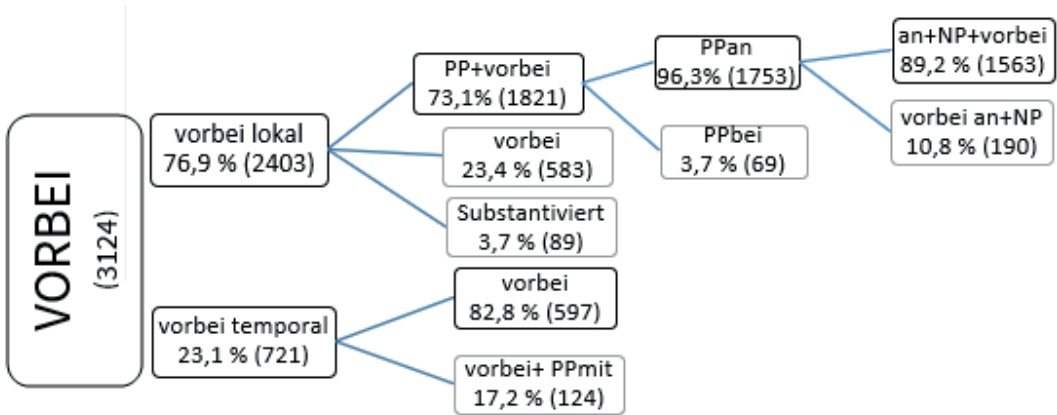 VORBEI
(3124)
vorbei lokal
76,9 % (2403)
PP+vorbei
73,1% (1821)
PPan
96,3% (1753)
an+NP+vorbei
89,2 % (1563)
vorbei an+NP
10,8 % (190)
PPbei
3,7 % (69)
vorbei
23,4 % (583)
Substantiviert
3,7 % (89)
vorbei temporal
23,1 % (721)
vorbei
82,8 % (597)
vorbei+ PPmit
17,2 % (124)